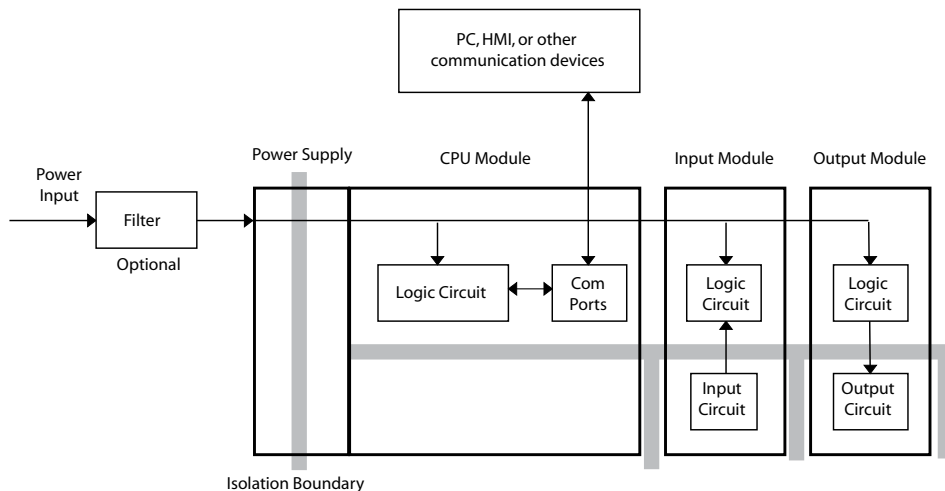 PC, HMI, or other
communication devices
Power Supply
CPU Module
Input Module
Output Module
Power
Input
Filter
Optional
Logic Circuit
Com
Ports
Logic
Circuit
Logic
Circuit
Input
Circuit
Output
Circuit
Isolation Boundary